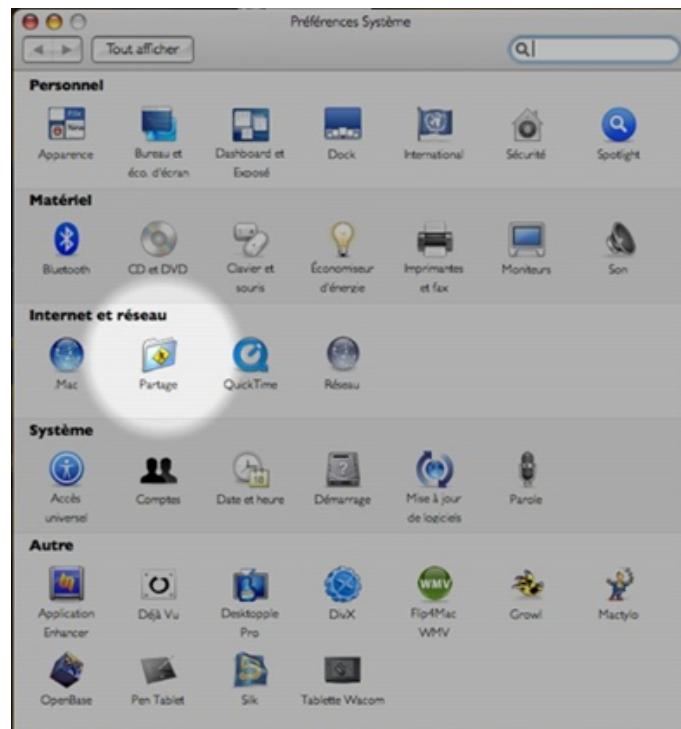 Préférences Système
Tout afficher
Personnel
Apparence
Bureau et
éco. d'écran
Dashboard et
Exposé
Dock
International
Sécurité
Spotlight
Matériel
Bluetooth
CD et DVD
Clavier et
souris
Économiseur
d'énergie
Imprimantes
et fax
Moniteurs
Son
Internet et réseau
.Mac
Partage
QuickTime
Réseau
Système
Accès
universel
Comptes
Date et heure
Démarrage
Mise à jour
de logiciels
Parole
Autre
Application
Enhancer
Déjà Vu
Desktopple
Pro
DivX
Flip4Mac
WMV
Growl
Mactylo
OpenBase
Pen Tablet
Silk
Tablette Wacom